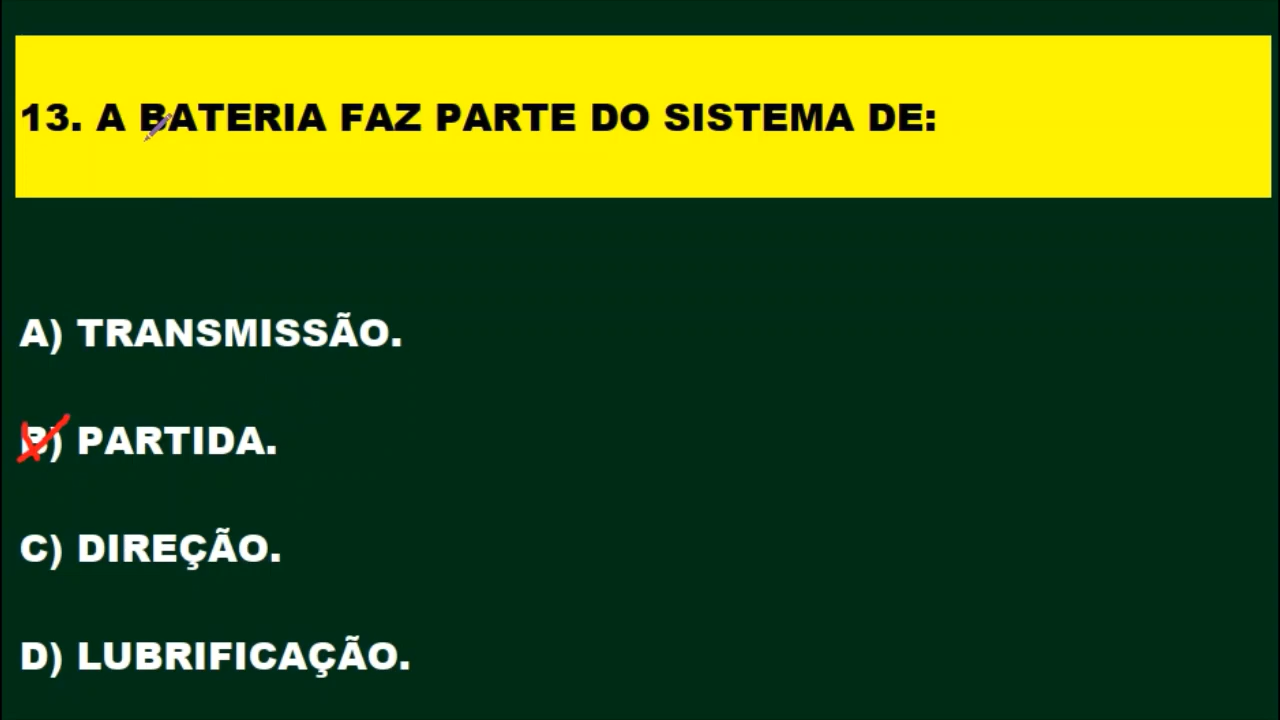 13. A BATERIA FAZ PARTE DO SISTEMA DE:
A) TRANSMISSÃO.
B) PARTIDA.
C) DIREÇÃO.
D) LUBRIFICAÇÃO.